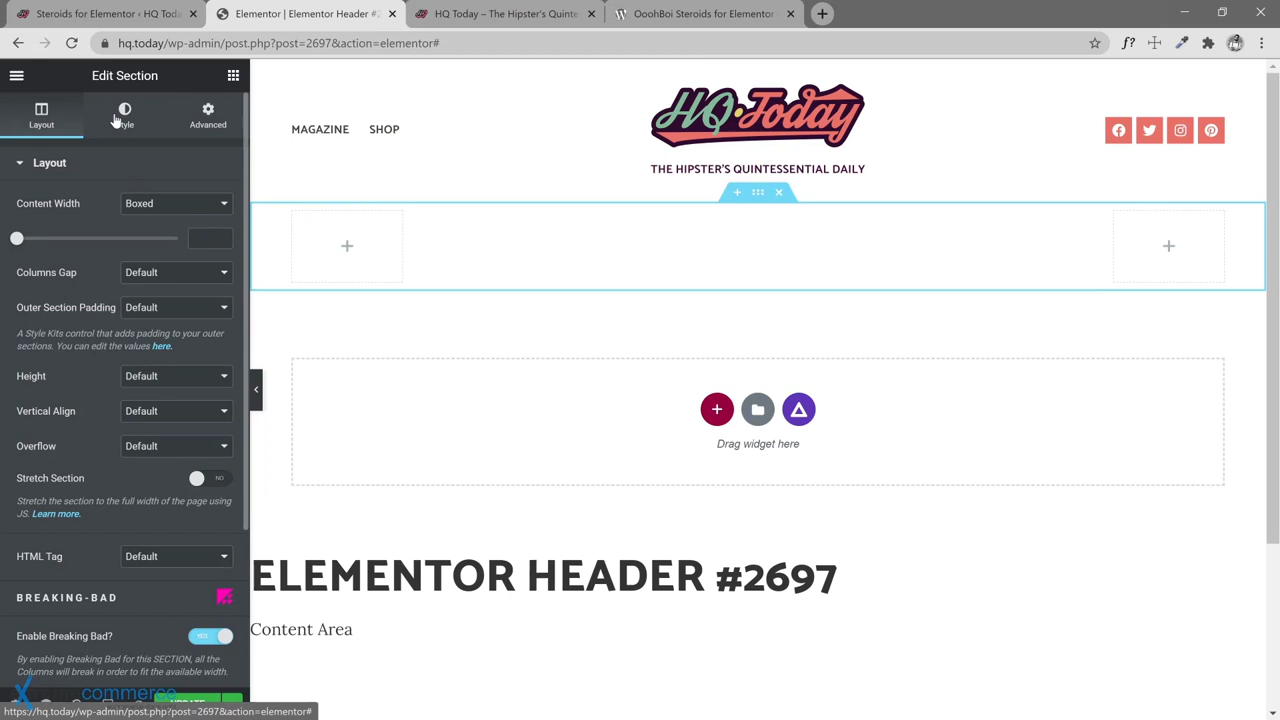 Steroids for Elementor ‹ HQ Tod
Elementor | Elementor Header #2
HQ Today – The Hipster's Quinte
OoohBoi Steroids for Elementor
hq.today/wp-admin/post.php?post=2697&action=elementor#
Edit Section
Layout
Style
Advanced
Layout
Content Width
Boxed
Columns Gap
Default
Outer Section Padding
Default
A Style Kits control that adds padding to your outer
sections. You can edit the values here.
Height
Default
Vertical Align
Default
Overflow
Default
Stretch Section
NO
Stretch the section to the full width of the page using
JS. Learn more.
HTML Tag
Default
BREAKING-BAD
Enable Breaking Bad?
YES
By enabling Breaking Bad for this SECTION, all the
Columns will break in order to fit the available width.
commerce
https://hq.today/wp-admin/post.php?post=2697&action=elementor#
MAGAZINE
SHOP
HQ Today
THE HIPSTER'S QUINTESSENTIAL DAILY
Drag widget here
ELEMENTOR HEADER #2697
Content Area